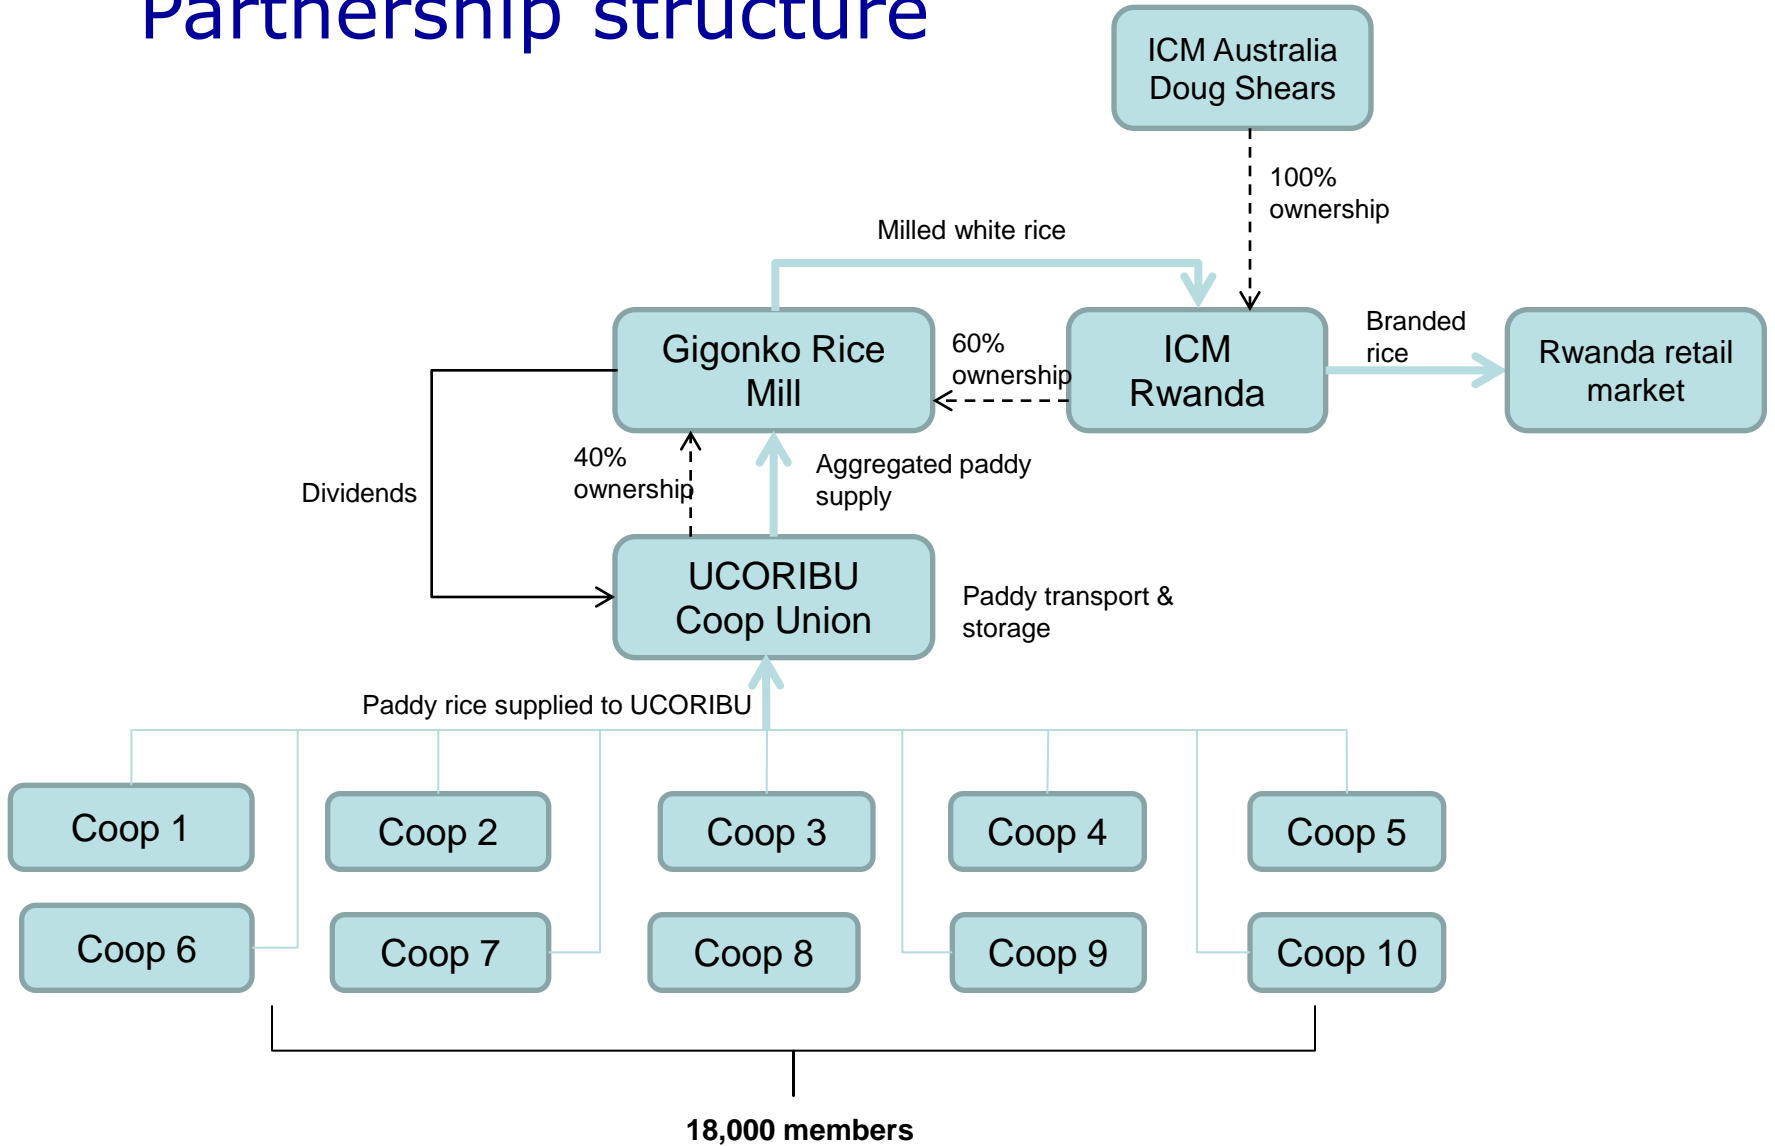 Partnership structure
ICM Australia
Doug Shears
100%
ownership
Milled white rice
Gigonko Rice
Mill
60%
ownership
ICM
Rwanda
Branded
rice
Rwanda retail
market
Dividends
40%
ownership
Aggregated paddy
supply
UCORIBU
Coop Union
Paddy transport &
storage
Paddy rice supplied to UCORIBU
Coop 1
Coop 2
Coop 3
Coop 4
Coop 5
Coop 6
Coop 7
Coop 8
Coop 9
Coop 10
18,000 members